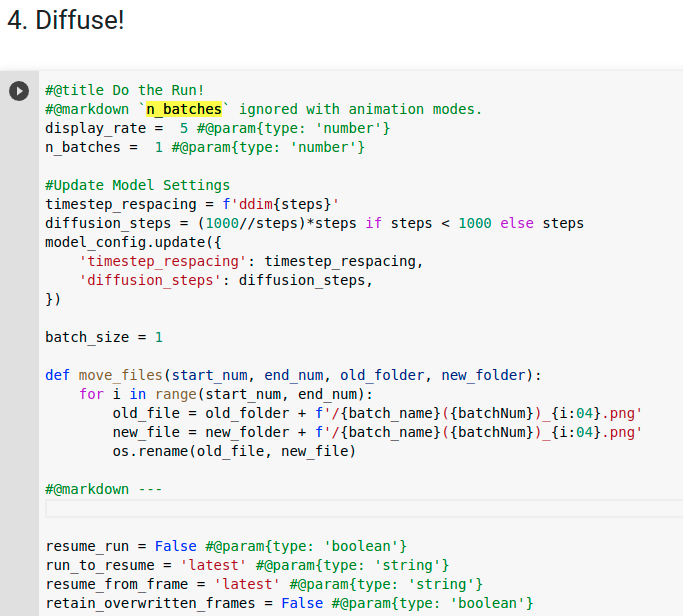 4. Diffuse!
#@title Do the Run!
#@markdown `n_batches` ignored with animation modes.
display_rate =  5 #@param{type: 'number'}
n_batches =  1 #@param{type: 'number'}
#Update Model Settings
timestep_respacing = f'ddim{steps}'
diffusion_steps = (1000//steps)*steps if steps < 1000 else steps
model_config.update({
    'timestep_respacing': timestep_respacing,
    'diffusion_steps': diffusion_steps,
})
batch_size = 1
def move_files(start_num, end_num, old_folder, new_folder):
    for i in range(start_num, end_num):
        old_file = old_folder + f'/{batch_name}({batchNum})_{i:04}.png'
        new_file = new_folder + f'/{batch_name}({batchNum})_{i:04}.png'
        os.rename(old_file, new_file)
#@markdown ---
resume_run = False #@param{type: 'boolean'}
run_to_resume = 'latest' #@param{type: 'string'}
resume_from_frame = 'latest' #@param{type: 'string'}
retain_overwritten_frames = False #@param{type: 'boolean'}